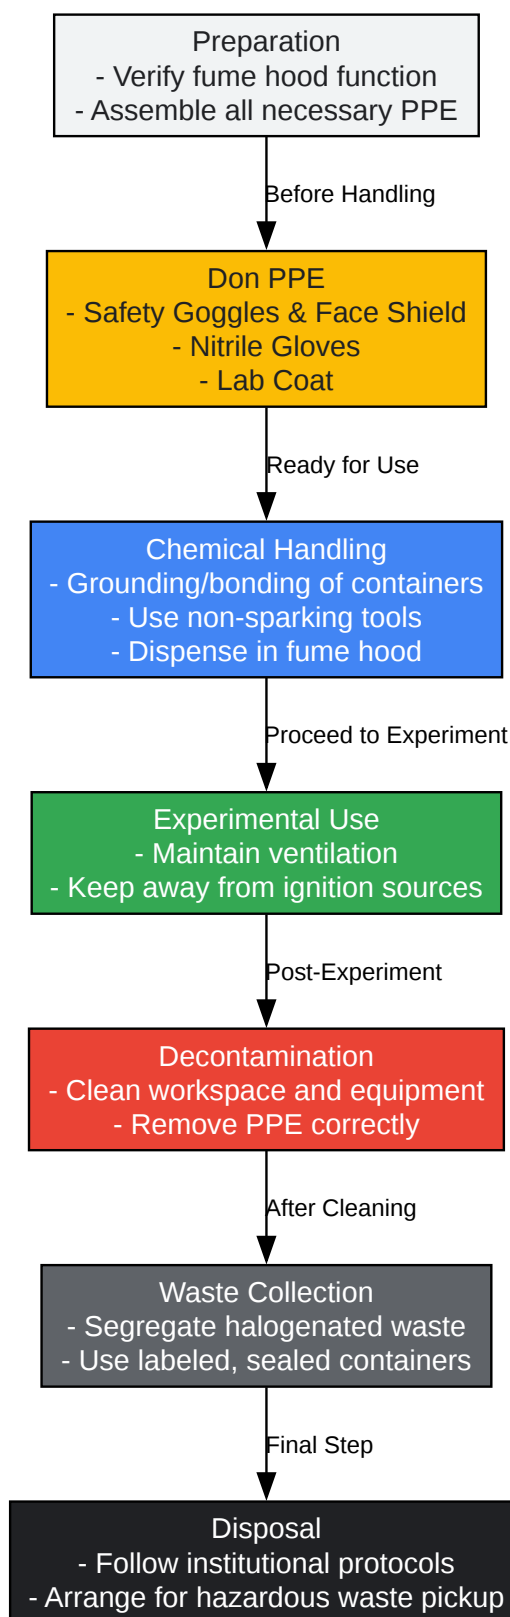 Preparation
- Verify fume hood function
- Assemble all necessary PPE
Before Handling
Don PPE
- Safety Goggles & Face Shield
- Nitrile Gloves
- Lab Coat
Ready for Use
Chemical Handling
- Grounding/bonding of containers
- Use non-sparking tools
- Dispense in fume hood
Proceed to Experiment
Experimental Use
- Maintain ventilation
- Keep away from ignition sources
Post-Experiment
Decontamination
- Clean workspace and equipment
- Remove PPE correctly
After Cleaning
Waste Collection
- Segregate halogenated waste
- Use labeled, sealed containers
Final Step
Disposal
- Follow institutional protocols
- Arrange for hazardous waste pickup